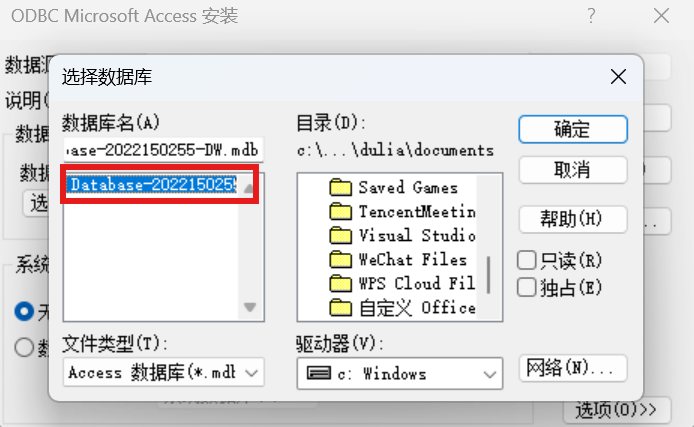 ODBC Microsoft Access 安装
数据
说明(
数据
数据
选
系统
无
数
选择数据库
数据库名(A)
ase-2022150255-DW.mdb
Database-202215025
目录(D):
c:\...\dulia\documents
Saved Games
TencentMeetin
Visual Studio
WeChat Files
WPS Cloud Fil
自定义 Office
确定
取消
帮助(H)
只读(R)
独占(E)
文件类型(T):
Access 数据库(*.mdb
驱动器(V):
c: Windows
网络(N)...
选项(O)>>